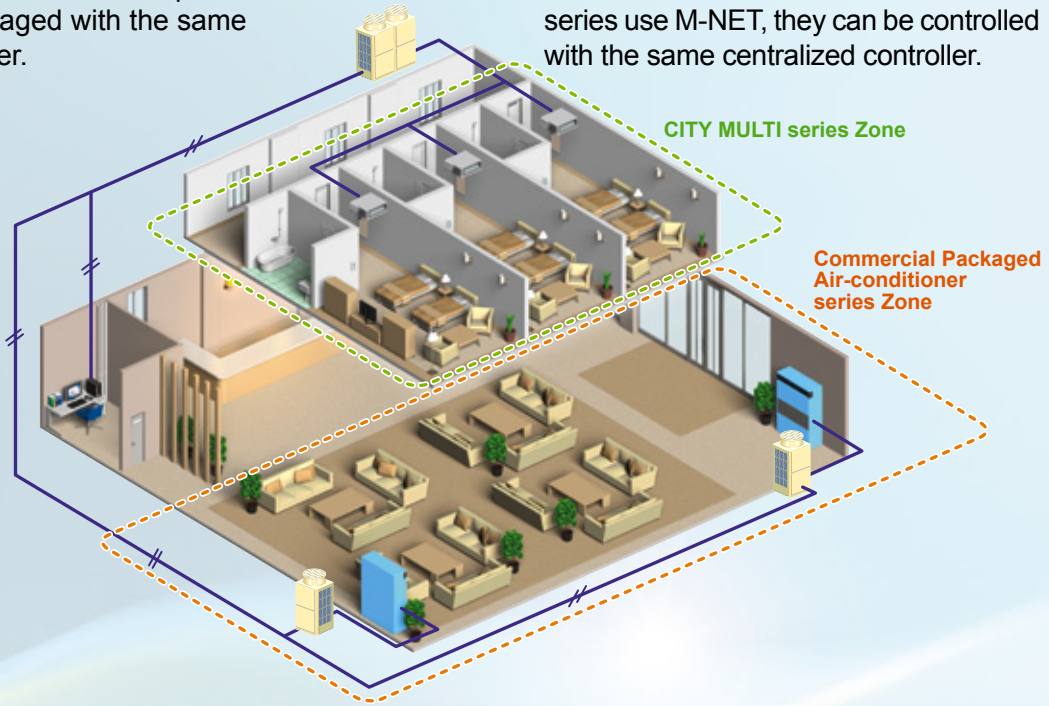 aged with the same
er.
series use M-NET, they can be controlled
with the same centralized controller.
CITY MULTI series Zone
Commercial Packaged
Air-conditioner
series Zone